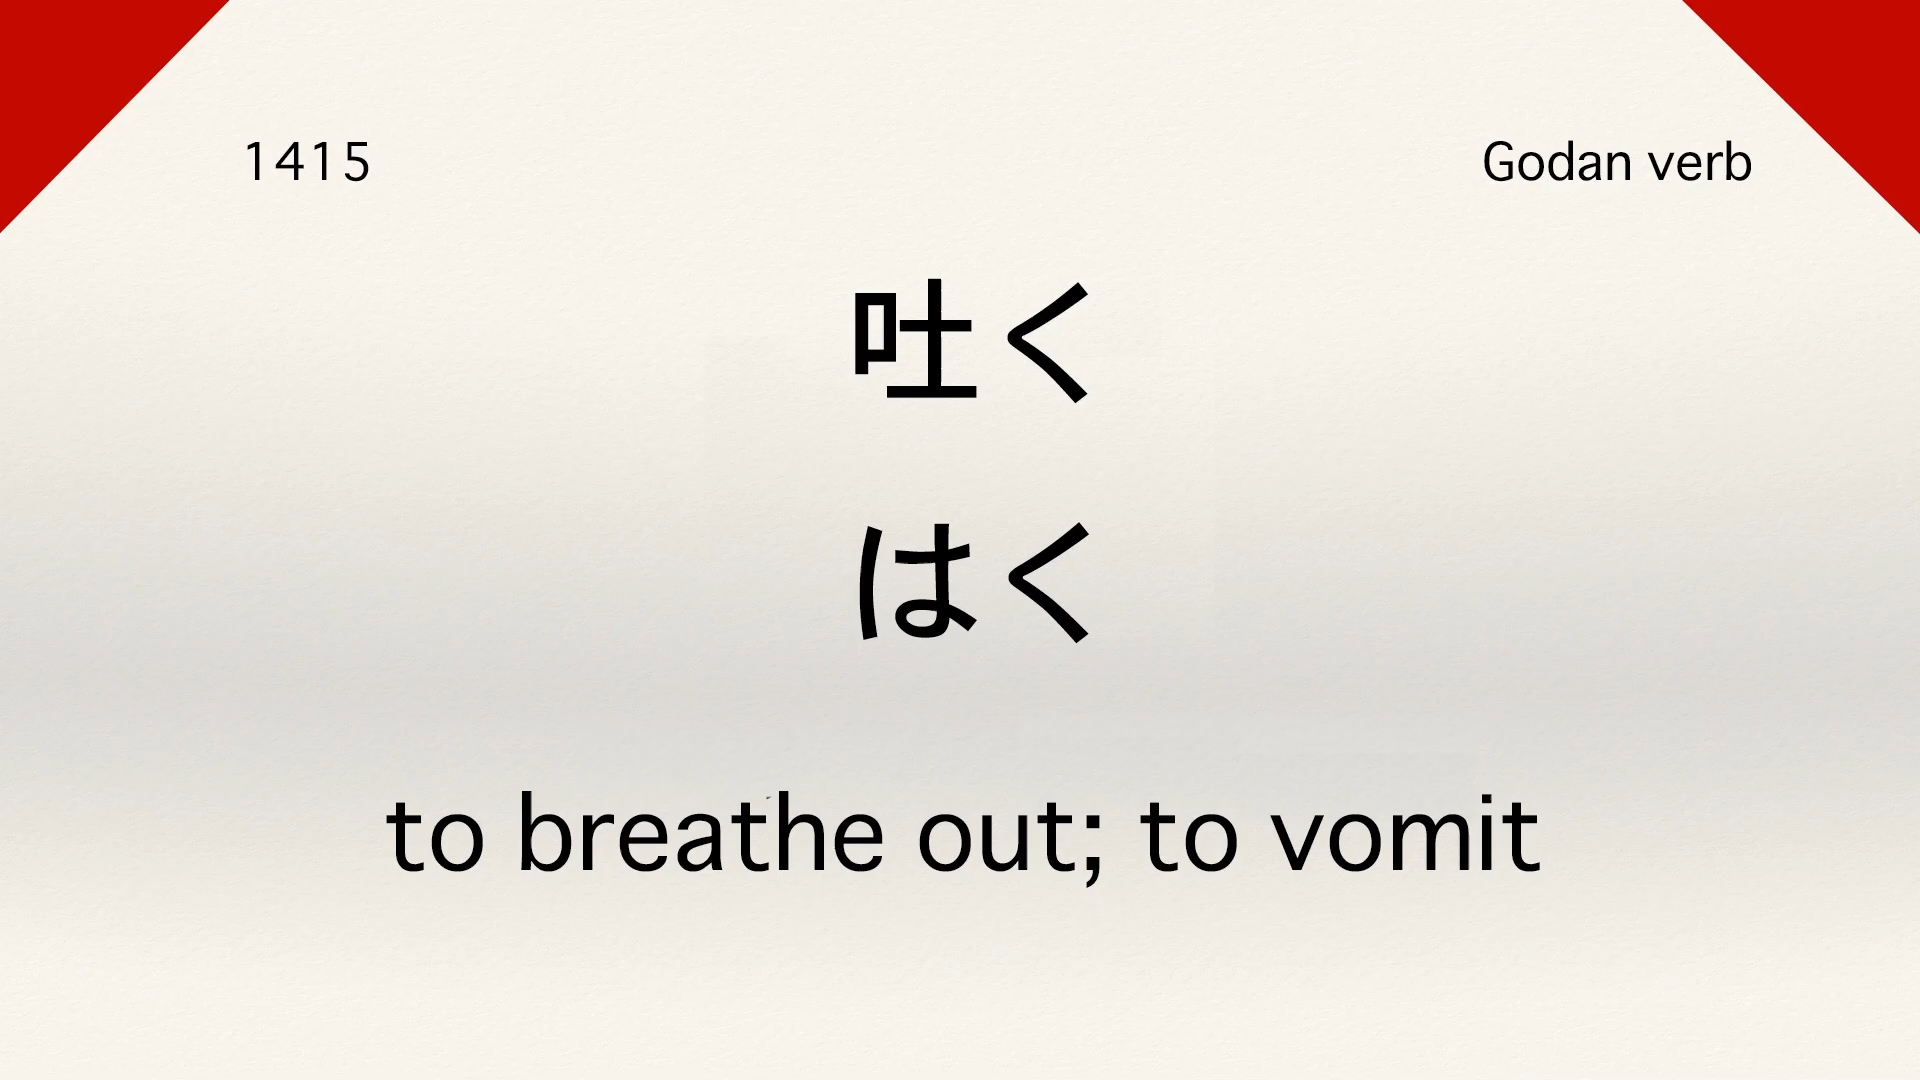 1415
Godan verb
吐く
はく
to breathe out; to vomit